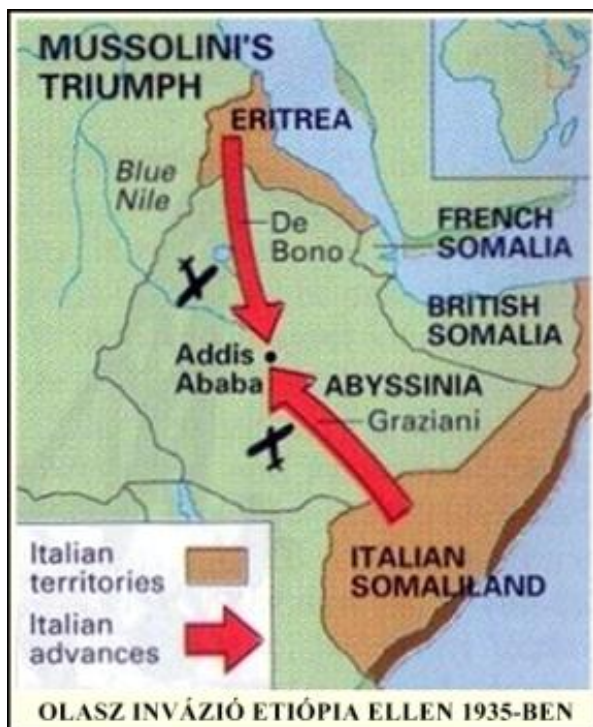 MUSSOLINI'S
TRIUMPH
ERITREA
Blue
Nile
De
Bono
FRENCH
SOMALIA
BRITISH
SOMALIA
Addis
Ababa
ABYSSINIA
Graziani
ITALIAN
SOMALILAND
Italian
territories
Italian
advances
OLASZ INVÁZIÓ ETIÓPIA ELLEN 1935-BEN